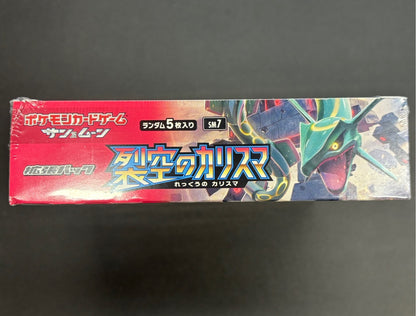 ポケモンカードゲーム
サン&ムーン
ランダム5枚入り SM7
拡張パック
裂空のカリスマ
れっくうの カリスマ